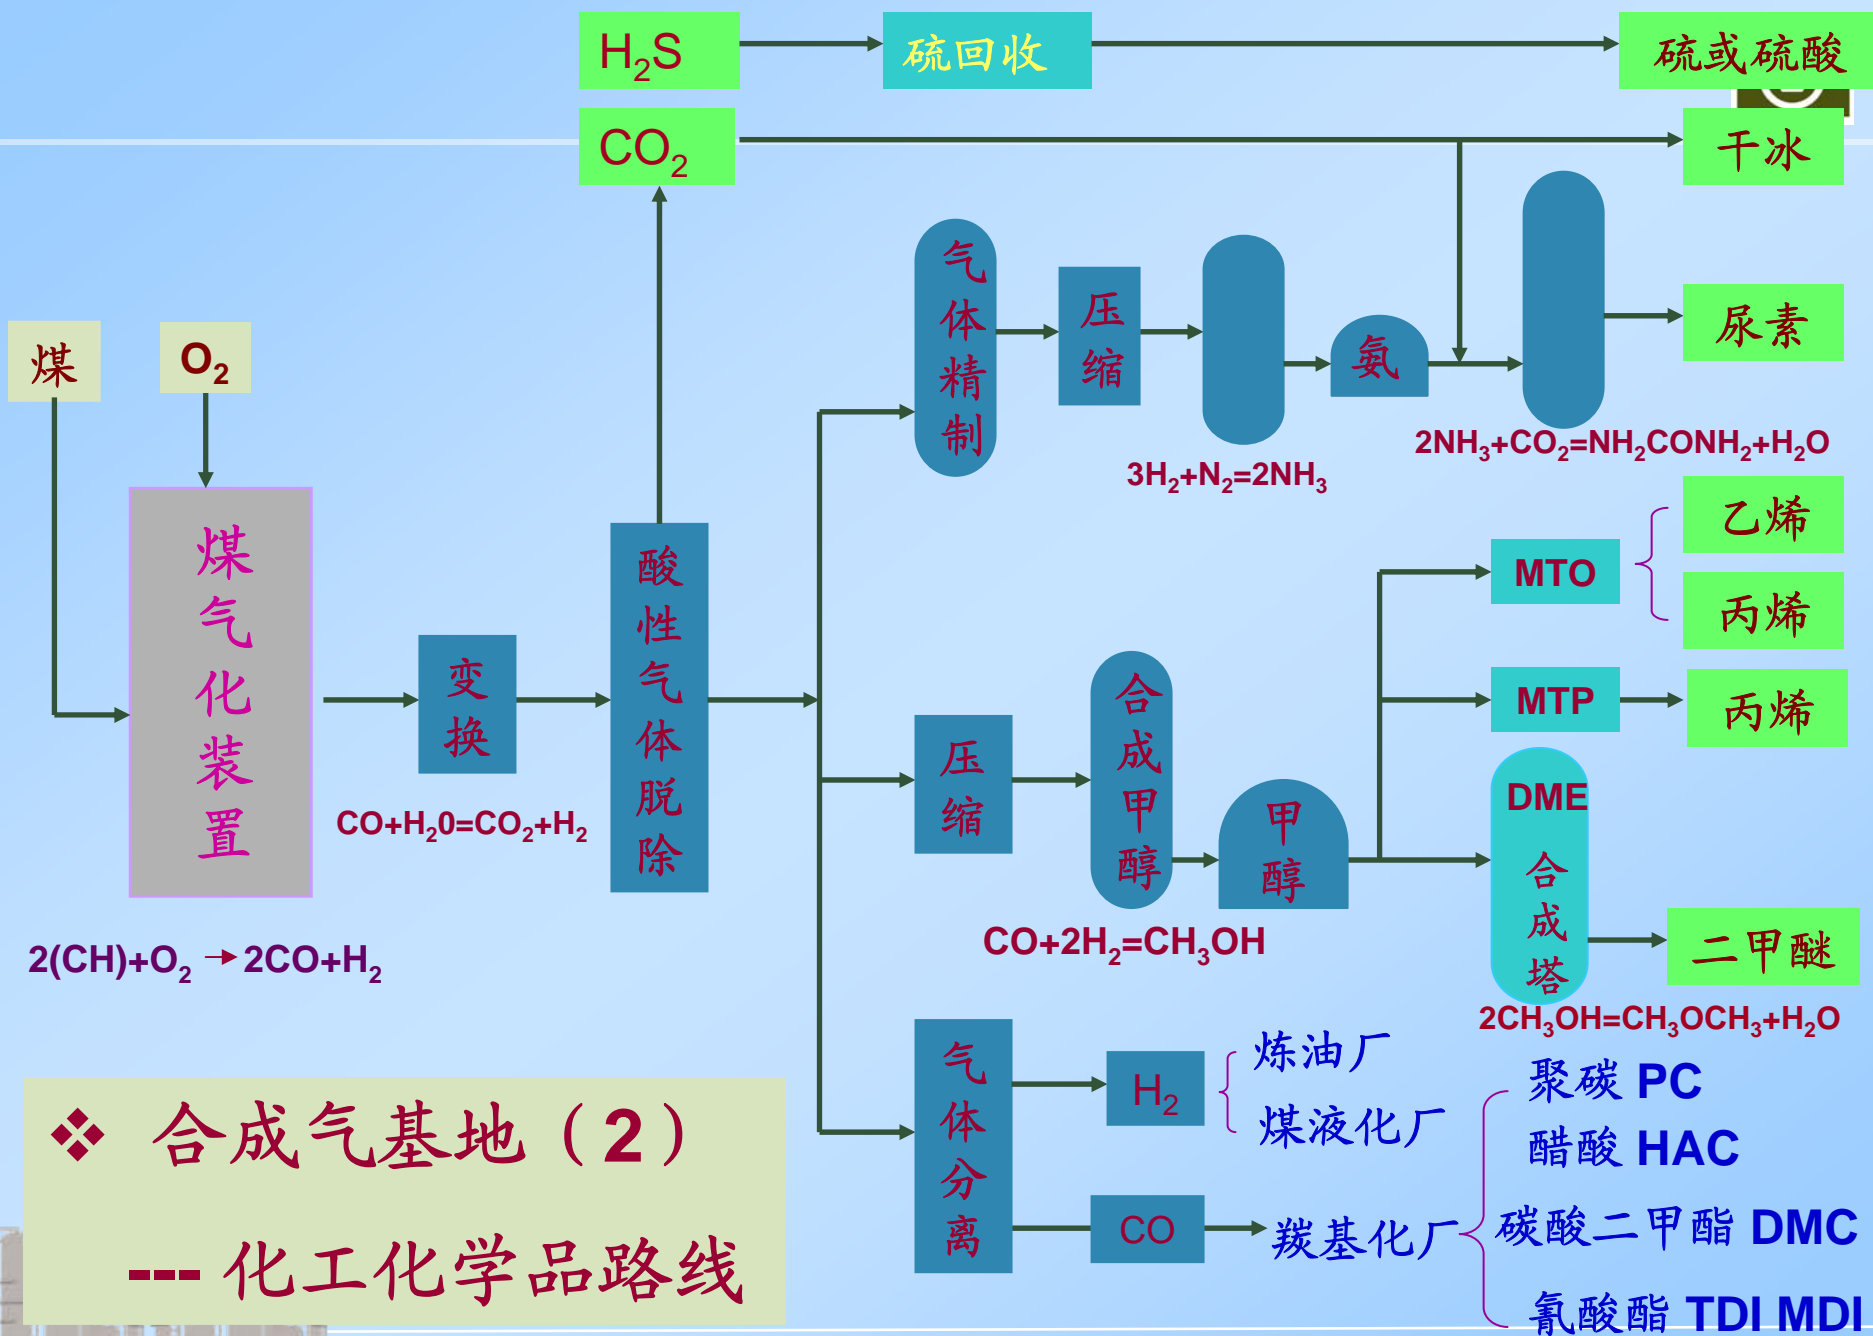 H₂S
硫回收
硫或硫酸
CO₂
干冰
煤
O₂
煤气化装置
2(CH)+O₂→2CO+H₂
变换
CO+H₂0=CO₂+H₂
酸性气体脱除
气体精制
压缩
3H₂+N₂=2NH₃
氨
2NH₃+CO₂=NH₂CONH₂+H₂O
尿素
压缩
合成甲醇
CO+2H₂=CH₃OH
甲醇
MTO
乙烯
丙烯
MTP
丙烯
DME
合成塔
二甲醚
2CH₃OH=CH₃OCH₃+H₂O
气体分离
H₂
炼油厂
煤液化厂
CO
羰基化厂
聚碳 PC
醋酸 HAC
碳酸二甲酯 DMC
氰酸酯 TDI MDI
❖ 合成气基地（2）
--- 化工化学品路线